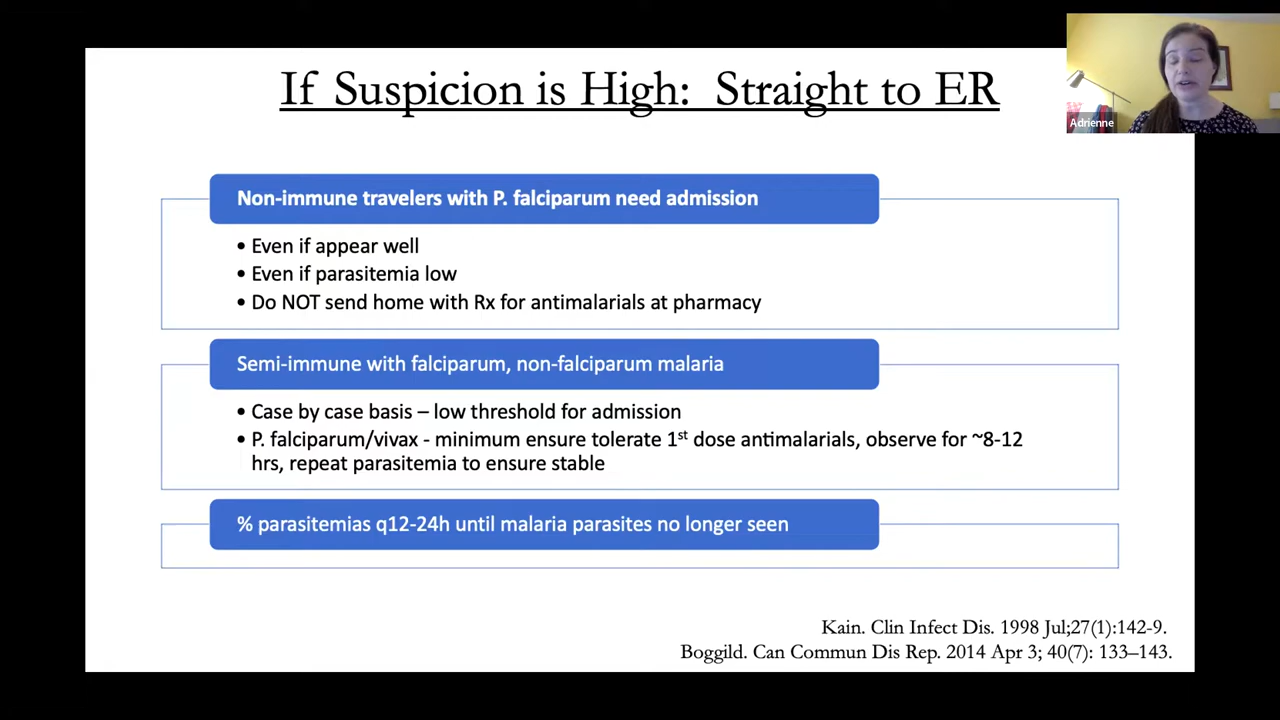 If Suspicion is High: Straight to ER
Adrienne
Non-immune travelers with P. falciparum need admission
• Even if appear well
• Even if parasitemia low
• Do NOT send home with Rx for antimalarials at pharmacy
Semi-immune with falciparum, non-falciparum malaria
• Case by case basis – low threshold for admission
• P. falciparum/vivax - minimum ensure tolerate 1st dose antimalarials, observe for ~8-12
hrs, repeat parasitemia to ensure stable
% parasitemias q12-24h until malaria parasites no longer seen
Kain. Clin Infect Dis. 1998 Jul;27(1):142-9.
Boggild. Can Commun Dis Rep. 2014 Apr 3; 40(7): 133–143.